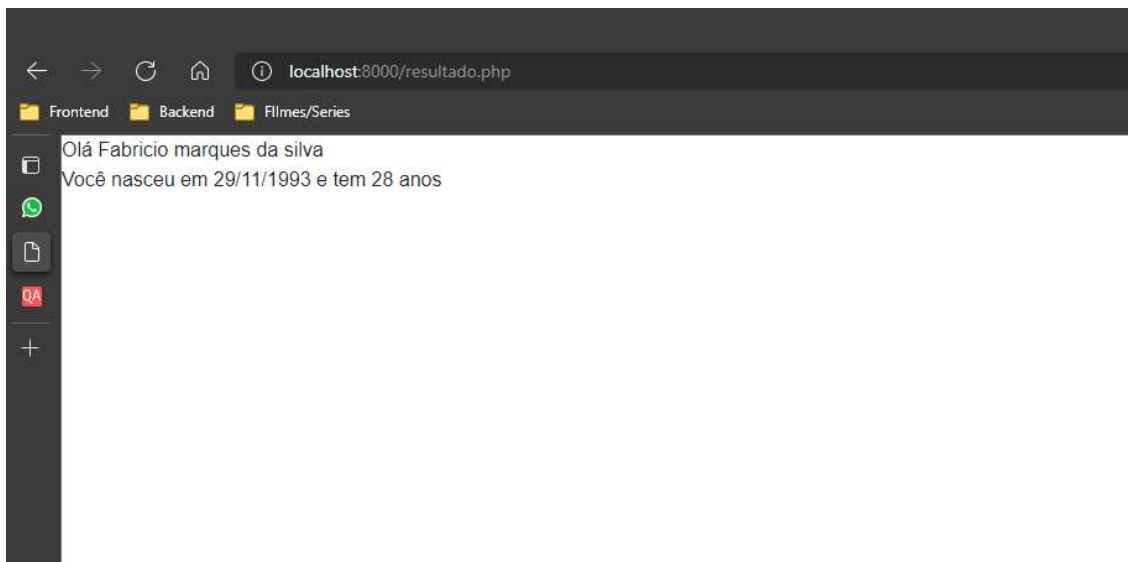 localhost:8000/resultado.php
Frontend Backend FIlmes/Series
Olá Fabricio marques da silva
Você nasceu em 29/11/1993 e tem 28 anos
QA